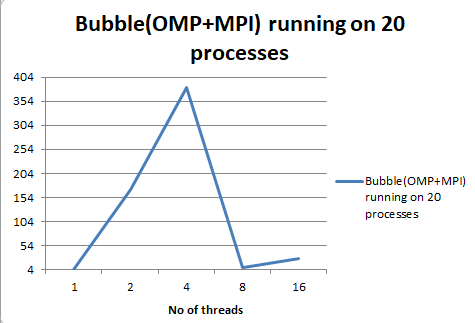 Bubble(OMP+MPI) running on 20
processes
404
354
304
254
204
154
104
54
4
1 2 4 8 16
No of threads
Bubble(OMP+MPI)
running on 20
processes